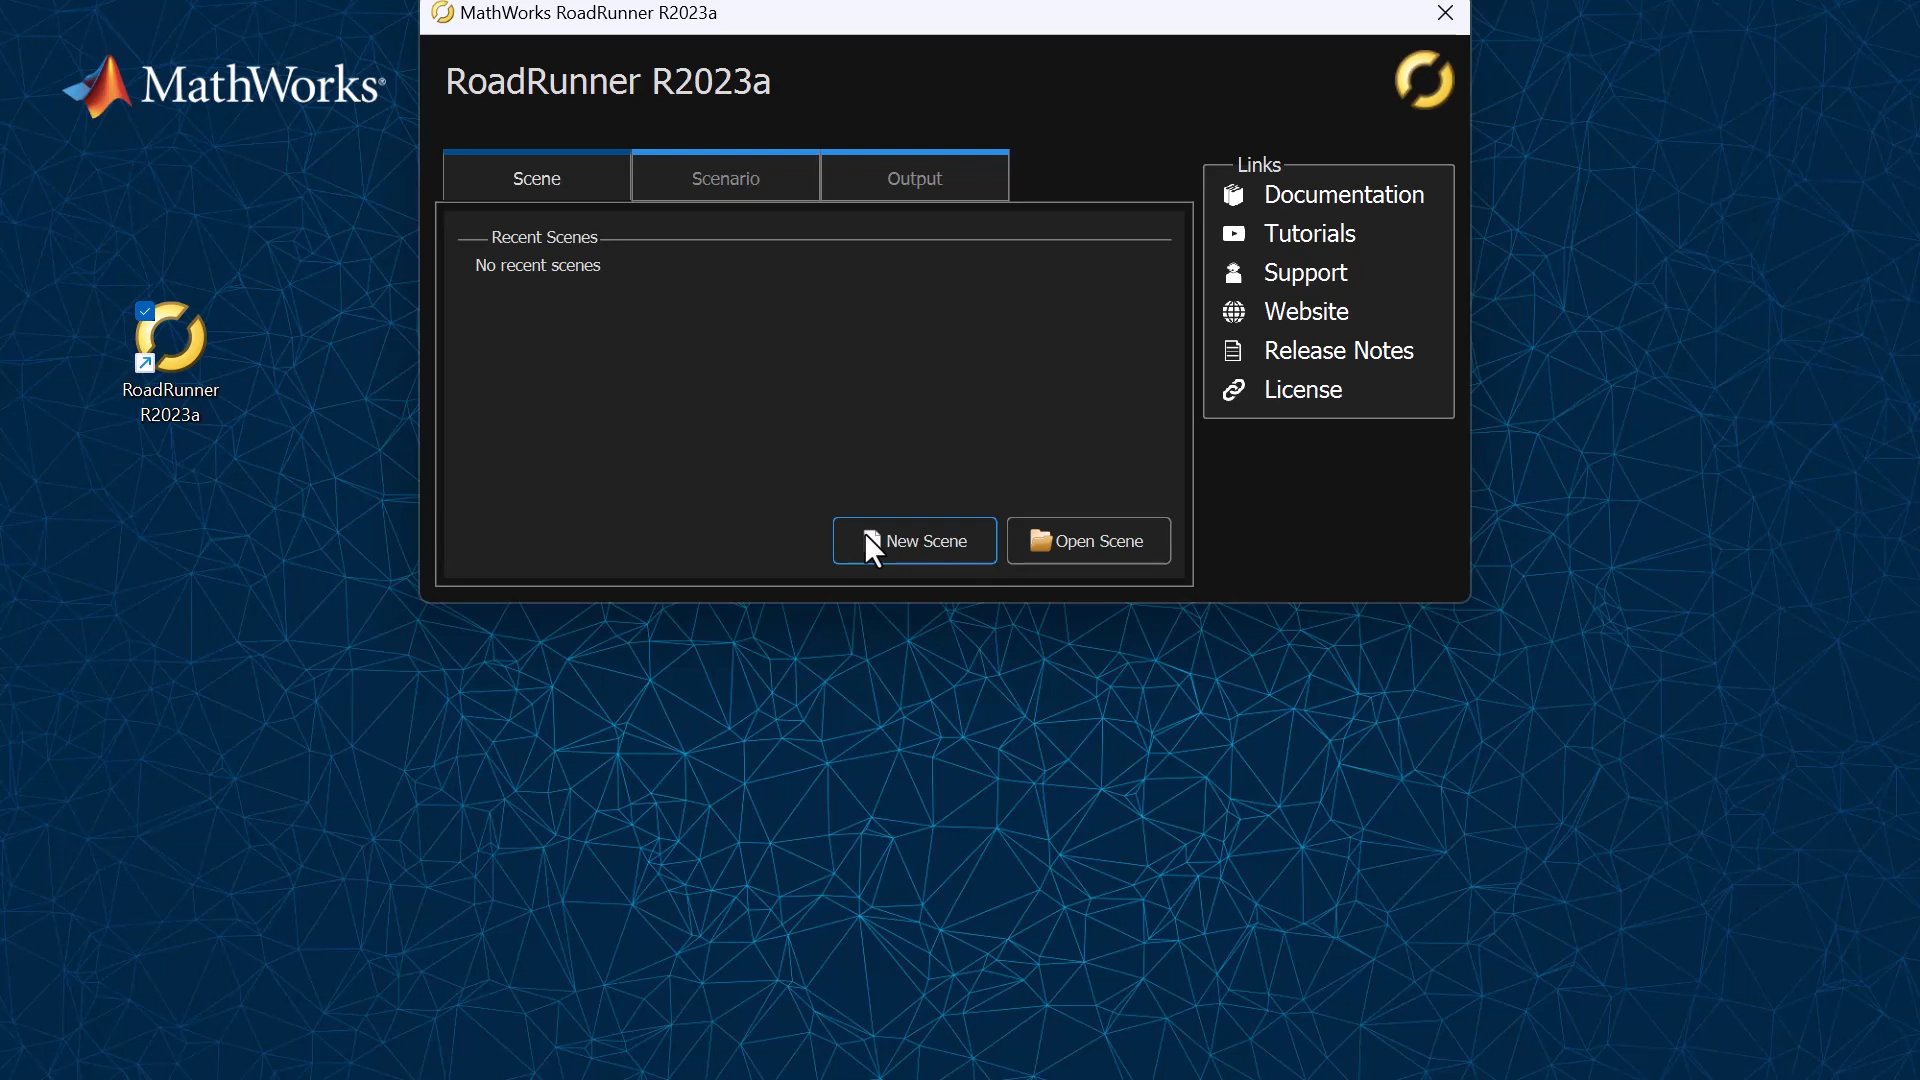 MathWorks RoadRunner R2023a
MathWorks®
RoadRunner R2023a
Scene
Scenario
Output
Recent Scenes
No recent scenes
New Scene
Open Scene
Links
Documentation
Tutorials
Support
Website
Release Notes
License
RoadRunner
R2023a